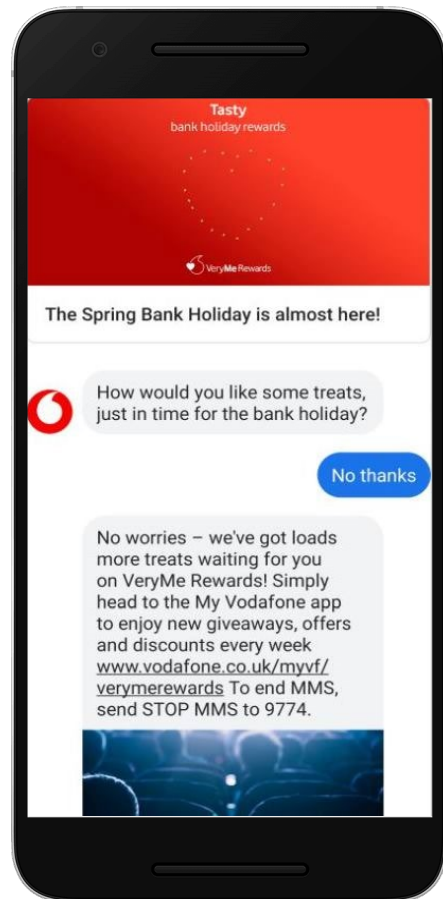 Tasty
bank holiday rewards
VeryMe Rewards
The Spring Bank Holiday is almost here!
How would you like some treats,
just in time for the bank holiday?
No thanks
No worries – we've got loads
more treats waiting for you
on VeryMe Rewards! Simply
head to the My Vodafone app
to enjoy new giveaways, offers
and discounts every week
www.vodafone.co.uk/myvf/
verymerewards To end MMS,
send STOP MMS to 9774.